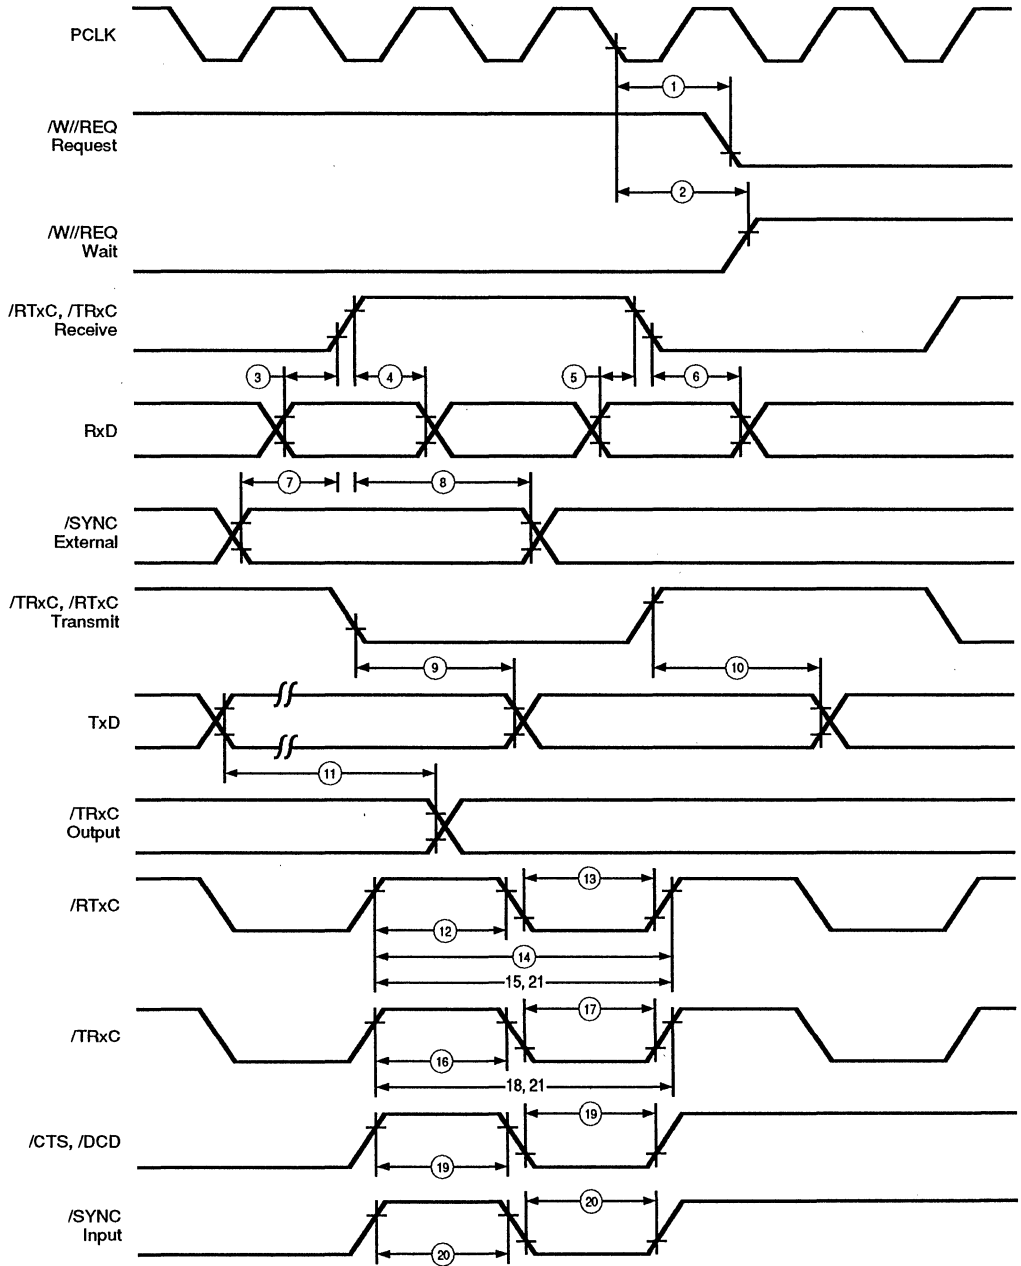 PCLK
1
/W//REQ
Request
2
/W//REQ
Wait
/RTxC, /TRxC
Receive
3
4
5
6
RxD
7
8
/SYNC
External
/TRxC, /RTxC
Transmit
9
10
TxD
11
/TRxC
Output
13
/RTxC
12
14
15, 21
17
/TRxC
16
18, 21
19
/CTS, /DCD
19
20
/SYNC
Input
20